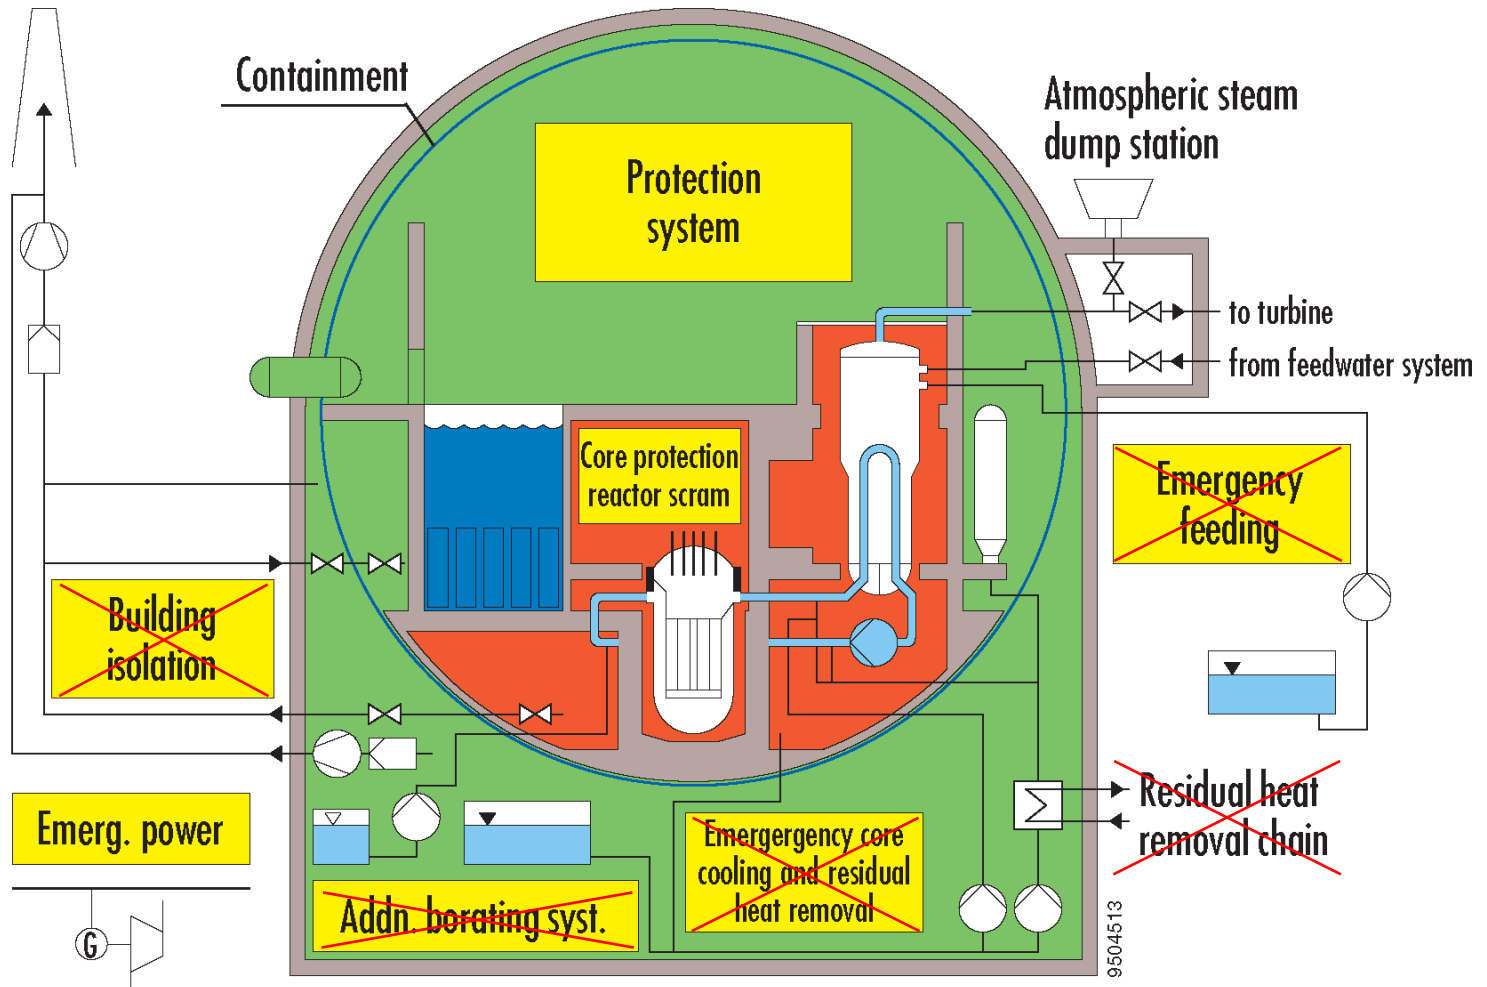 Containment
Atmospheric steam
dump station
Protection
system
to turbine
from feedwater system
Core protection
reactor scram
Emergency
feeding
Building
isolation
Residual heat
removal chain
Emerg. power
Emergergency core
cooling and residual
heat removal
Addn. borating syst.
G
9504513